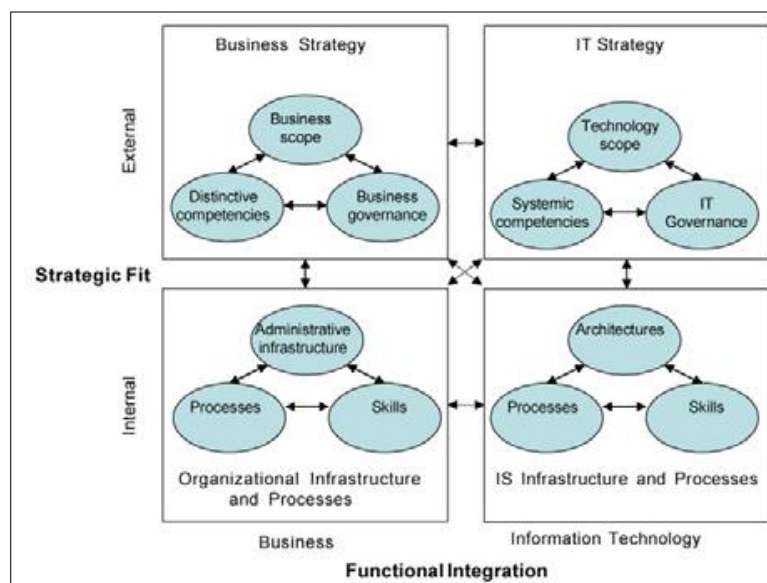 Business Strategy
IT Strategy
External
Business
scope
Technology
scope
Distinctive
competencies
Business
governance
Systemic
competencies
IT
Governance
Strategic Fit
Internal
Administrative
infrastructure
Architectures
Processes
Skills
Processes
Skills
Organizational Infrastructure
and Processes
IS Infrastructure and Processes
Business
Information Technology
Functional Integration